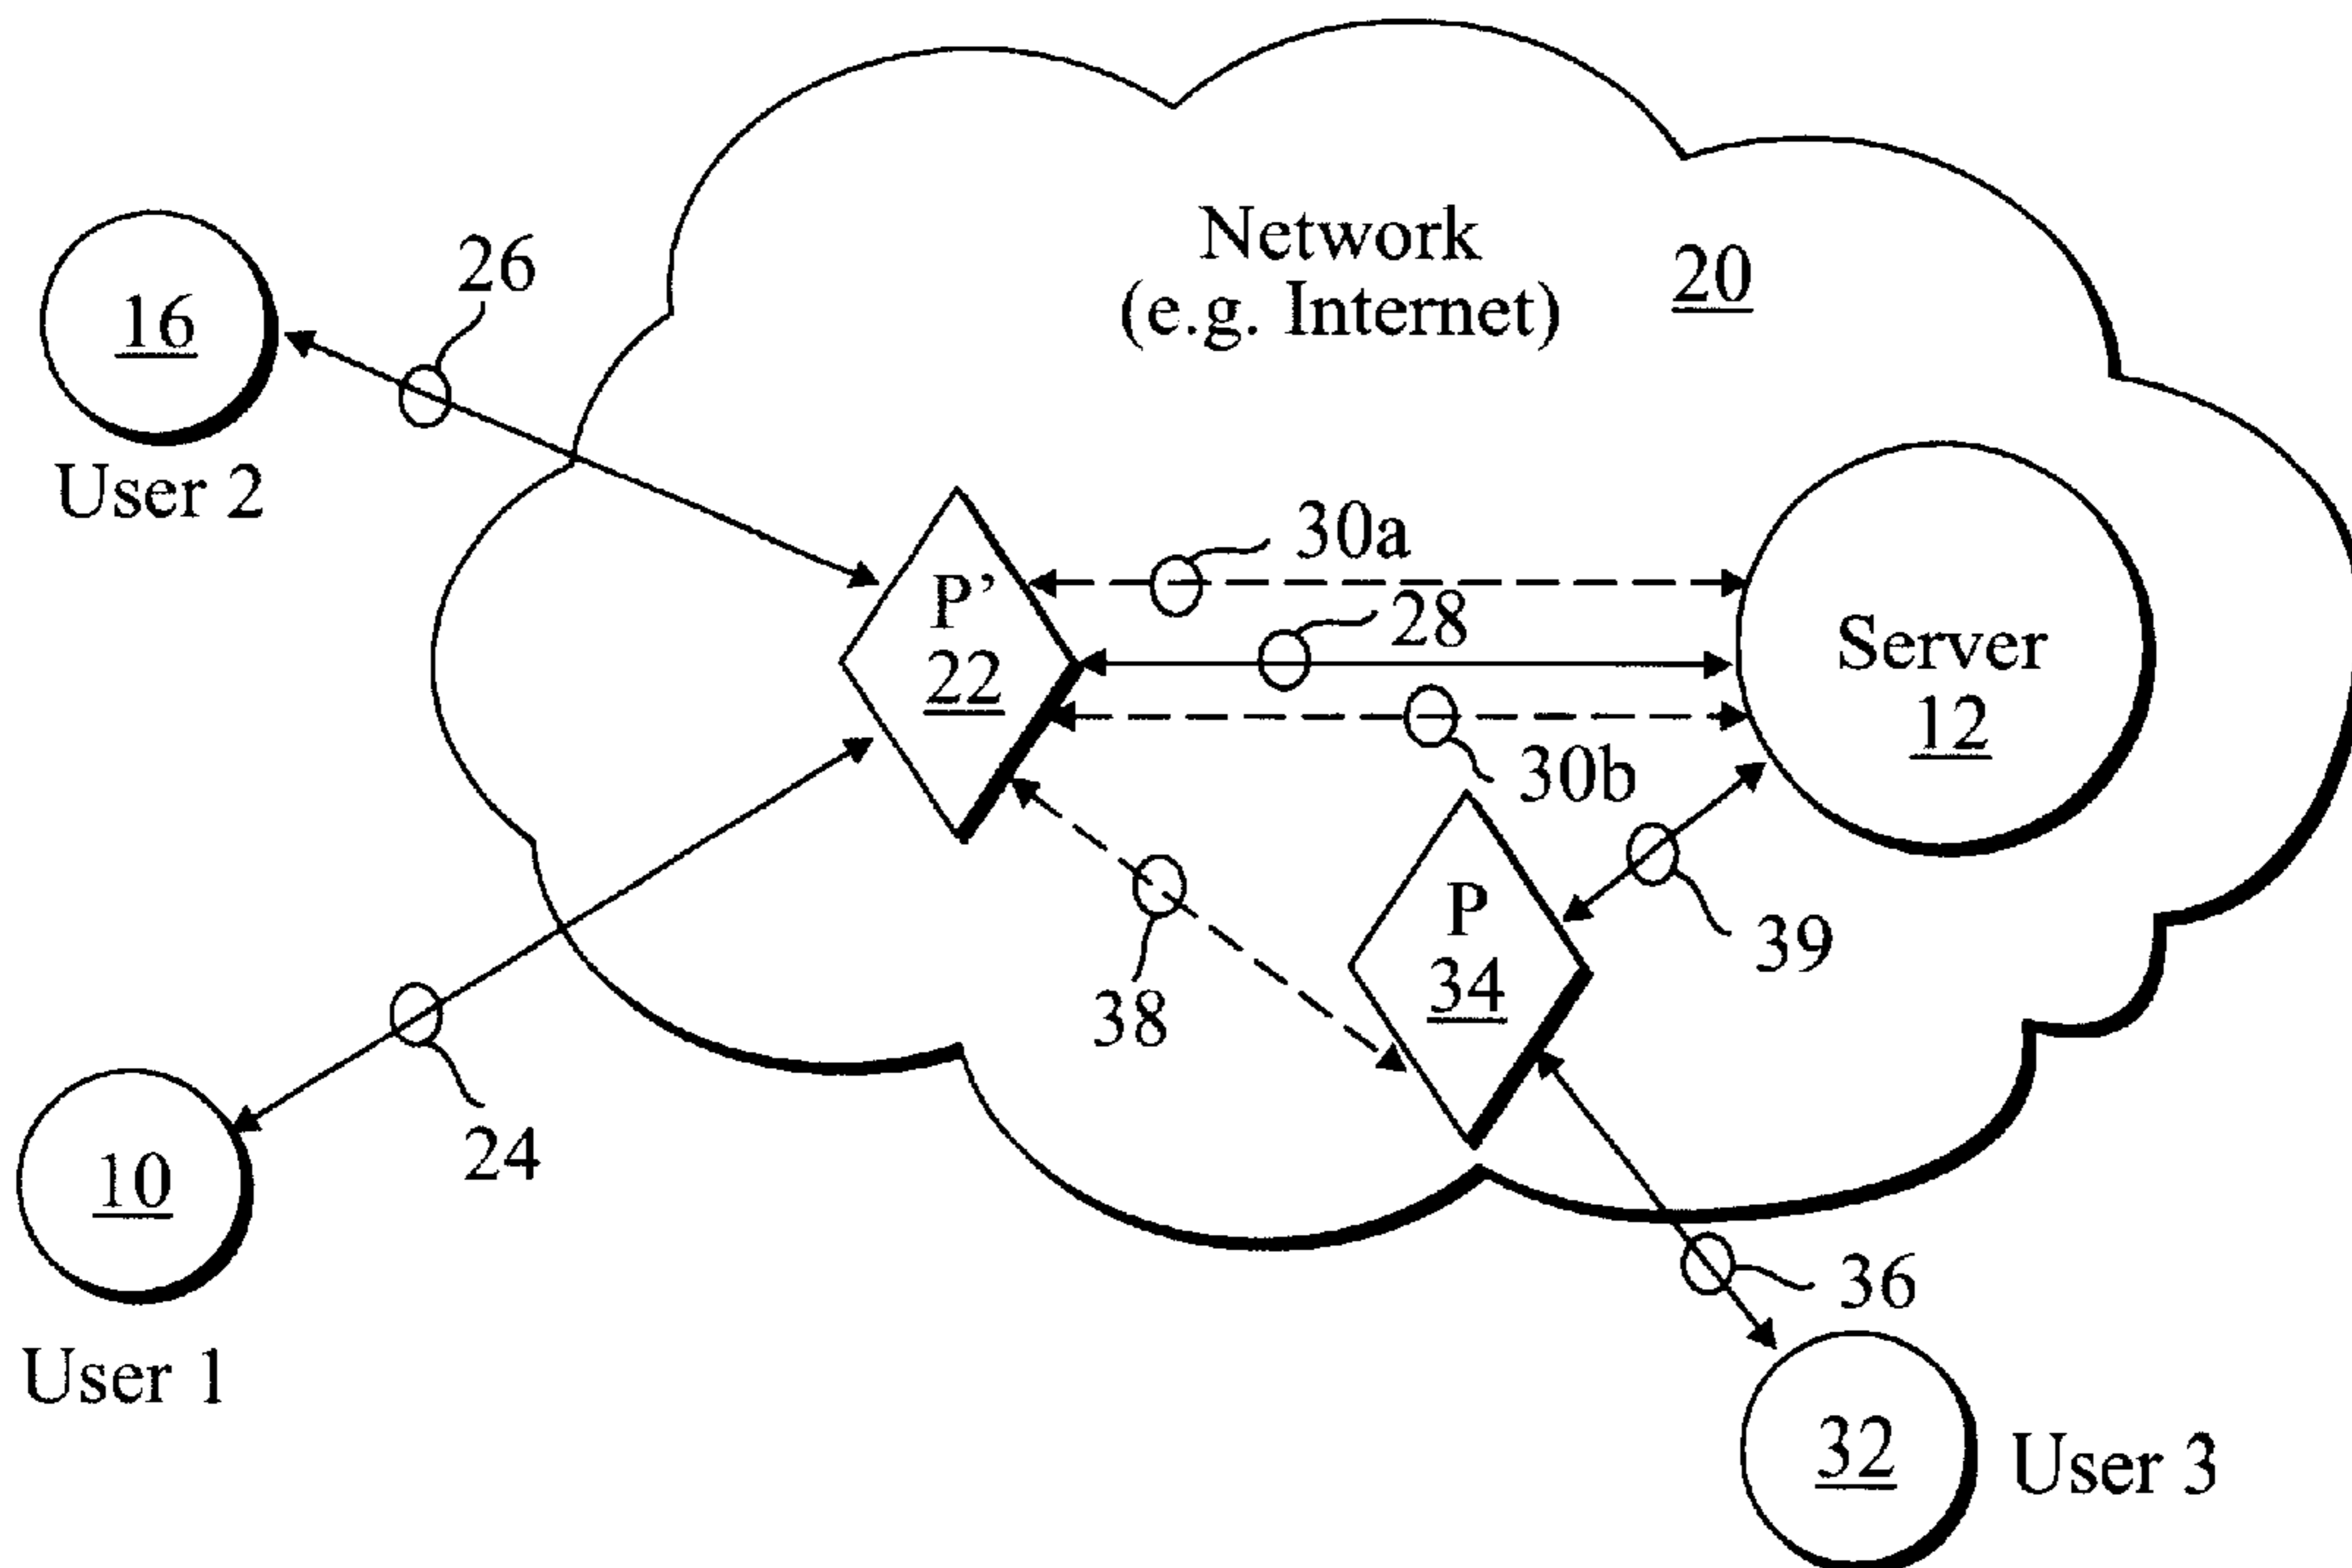 Network
(e.g. Internet)
20
26
16
User 2
30a
28
P’
22
Server
12
30b
P
34
39
38
24
10
User 1
36
32
User 3